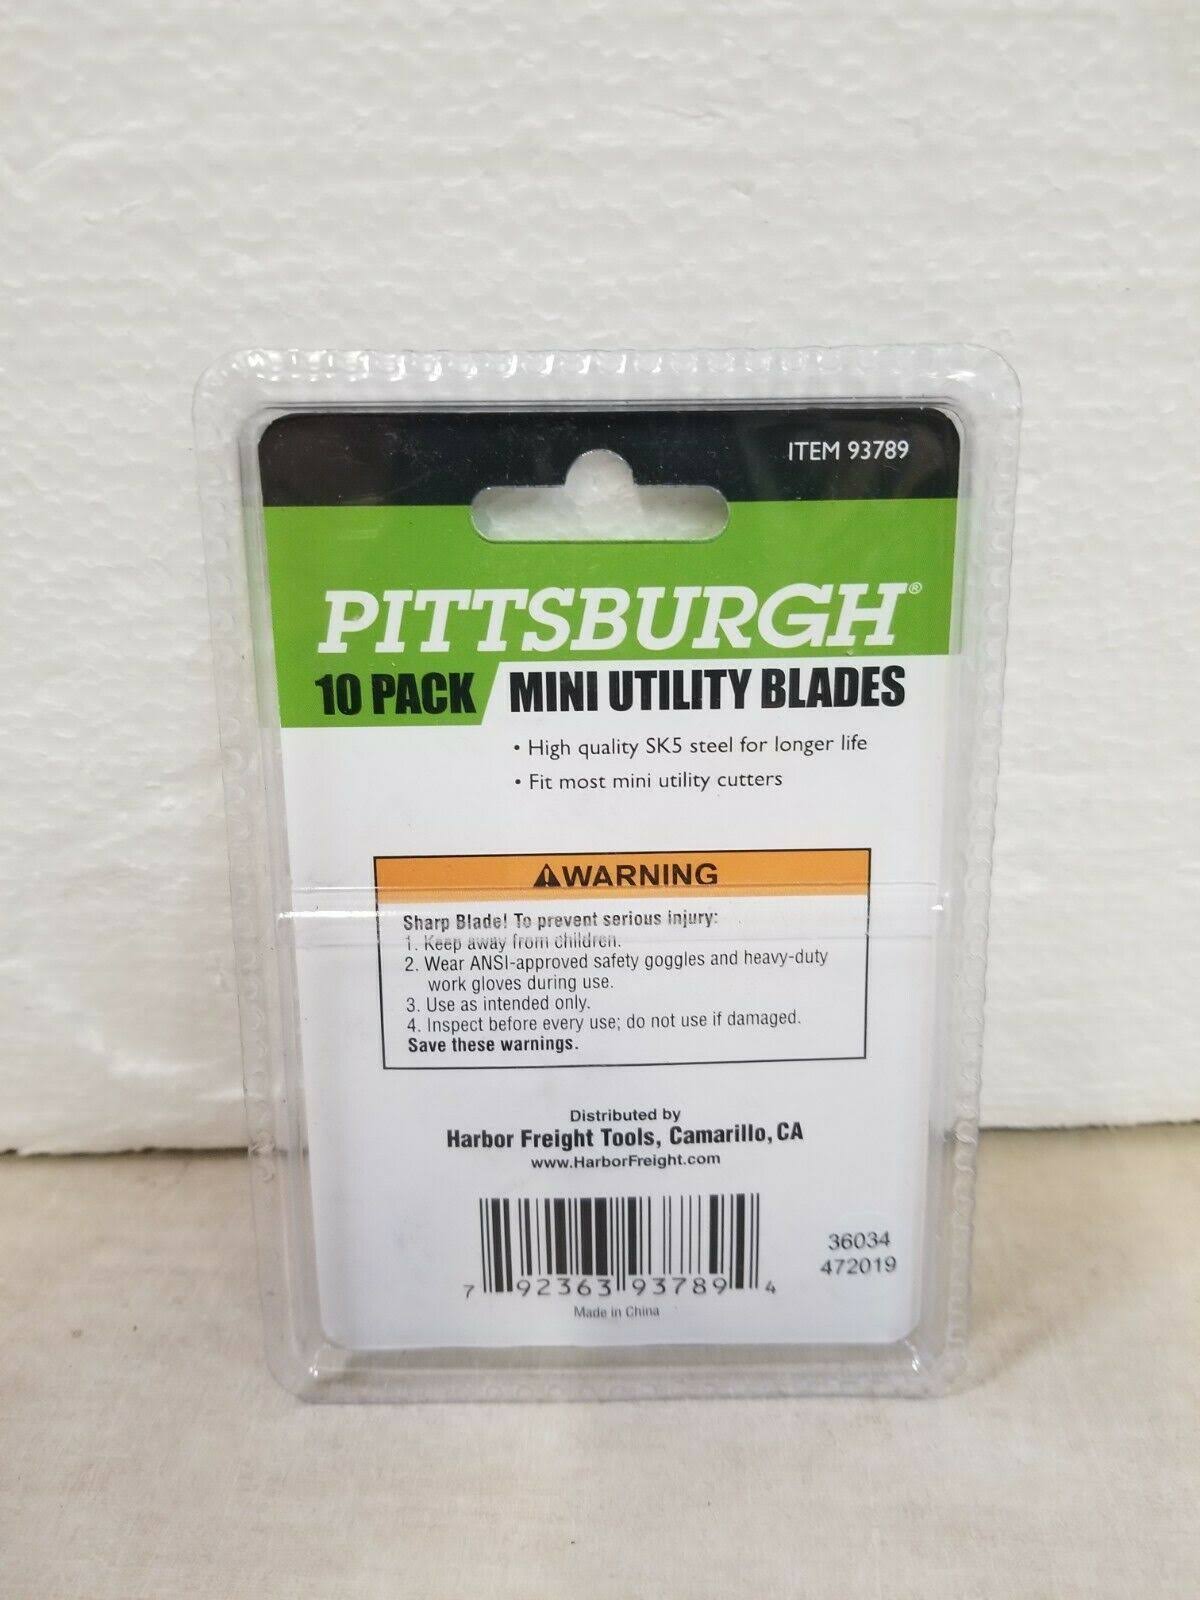 ITEM 93789
PITTSBURGH®
10 PACK MINI UTILITY BLADES
• High quality SK5 steel for longer life
• Fit most mini utility cutters
⚠WARNING
Sharp Blade! To prevent serious injury:
1. Keep away from children.
2. Wear ANSI-approved safety goggles and heavy-duty
work gloves during use.
3. Use as intended only.
4. Inspect before every use; do not use if damaged.
Save these warnings.
Distributed by
Harbor Freight Tools, Camarillo, CA
www.HarborFreight.com
36034
472019
7 92363 93789 4
Made in China